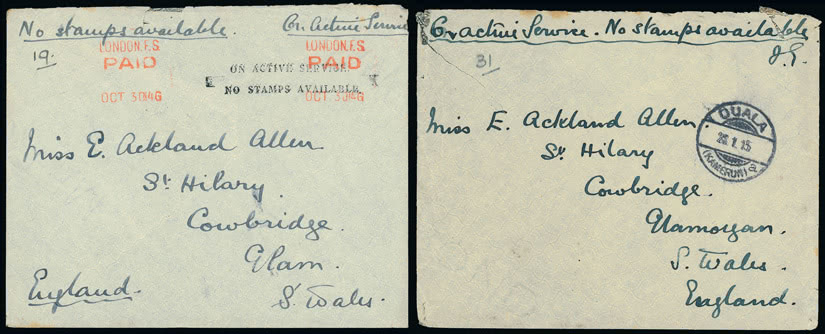 No stamps available. On Active Service
19.
LONDON.F.S. LONDON.F.S.
PAID PAID
ON ACTIVE SERVICE.
NO STAMPS AVAILABLE.
OCT 30 14 OCT 30 14
Miss E. Ackland Allen
St. Hilary
Cowbridge.
Glam.
England.
S. Wales.
On active Service. No stamps available
31
DUALA
26.1.15
(KAMERUN)
Miss E. Ackland Allen
St. Hilary
Cowbridge.
Glamorgan.
S. Wales.
England.